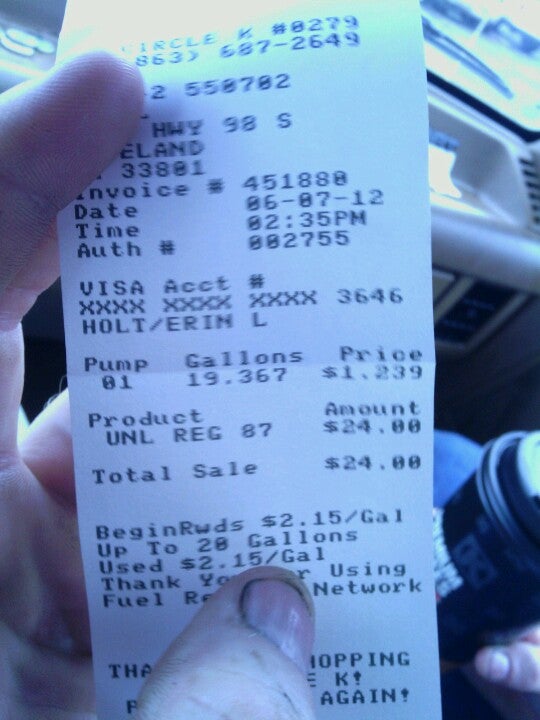 CIRCLE K #0279
863) 607-2649
2 550702
HWY 98 S
ELAND
33801
Invoice # 451880
Date 06-07-12
Time 02:35PM
Auth # 002755
VISA Acct #
XXXX XXXX XXXX 3646
HOLT/ERIN L
Pump Gallons Price
01 19.367 $1.239
Product Amount
UNL REG 87 $24.00
Total Sale $24.00
BeginRwds $2.15/Gal
Up To 20 Gallons
Used $2.15/Gal
Thank Yo r Using
Fuel Re Network
THA HOPPING
E K!
AGAIN!